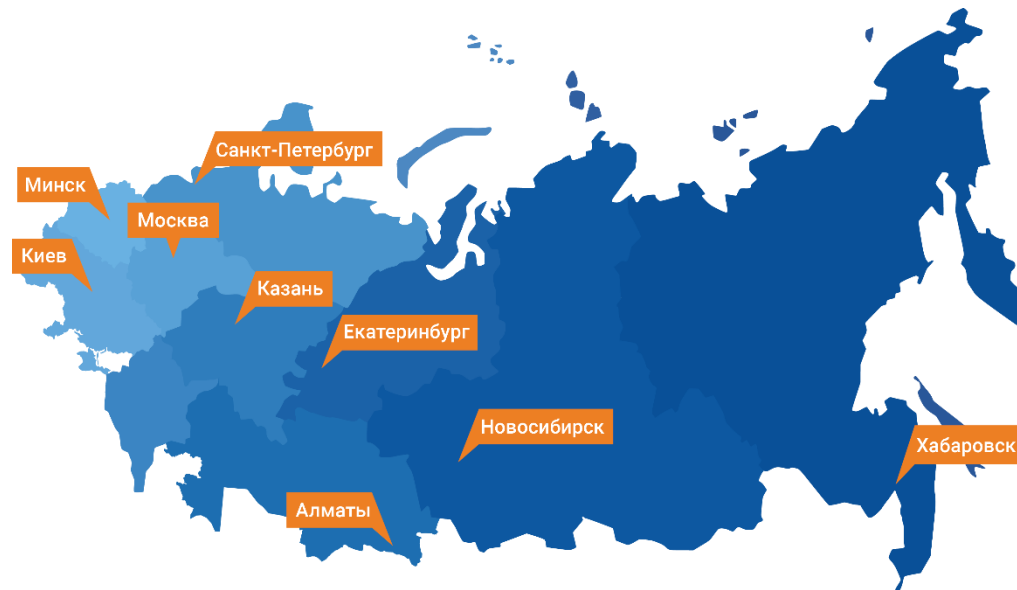 Санкт-Петербург
Минск
Москва
Киев
Казань
Екатеринбург
Новосибирск
Хабаровск
Алматы